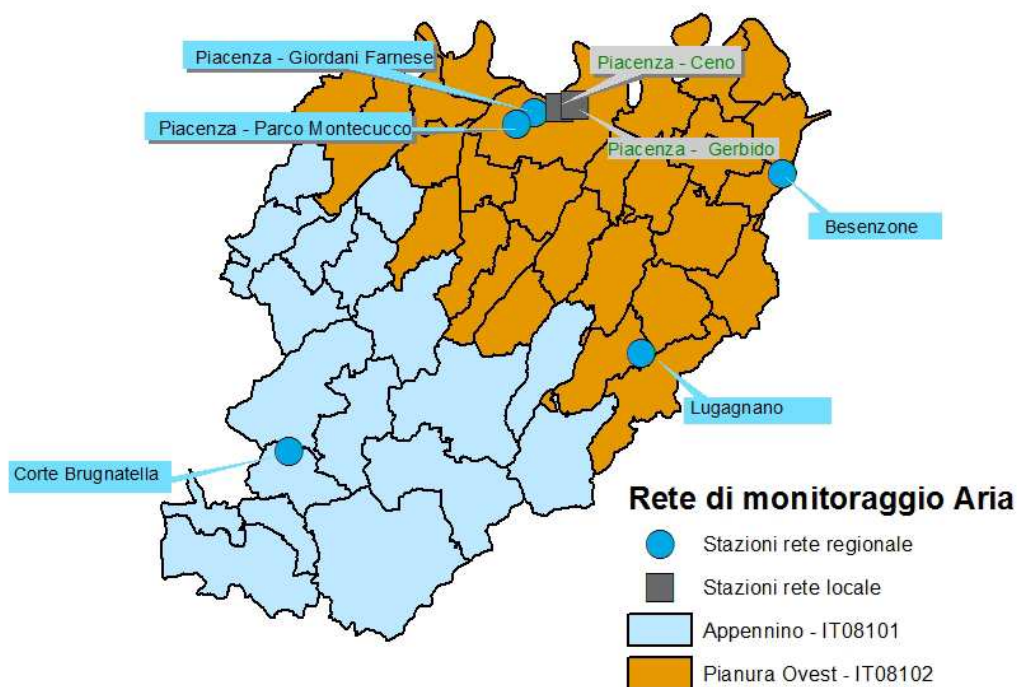 Piacenza - Giordani Farnese
Piacenza - Ceno
Piacenza - Parco Montecucco
Piacenza - Gerbido
Besenzone
Lugagnano
Corte Brugnatella
Rete di monitoraggio Aria
Stazioni rete regionale
Stazioni rete locale
Appennino - IT08101
Pianura Ovest - IT08102